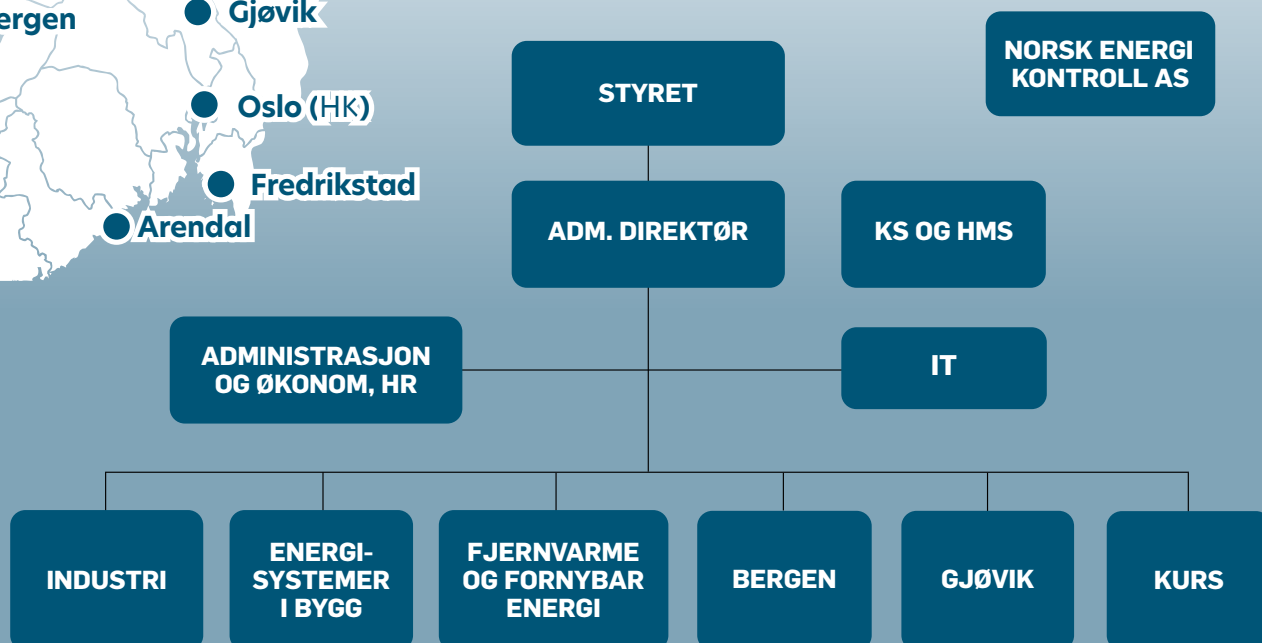 Gjøvik
Oslo (HK)
Fredrikstad
Arendal
STYRET
NORSK ENERGI
KONTROLL AS
ADM. DIREKTØR
KS OG HMS
ADMINISTRASJON
OG ØKONOM, HR
IT
INDUSTRI
ENERGI-
SYSTEMER
I BYGG
FJERNVARME
OG FORNYBAR
ENERGI
BERGEN
GJØVIK
KURS